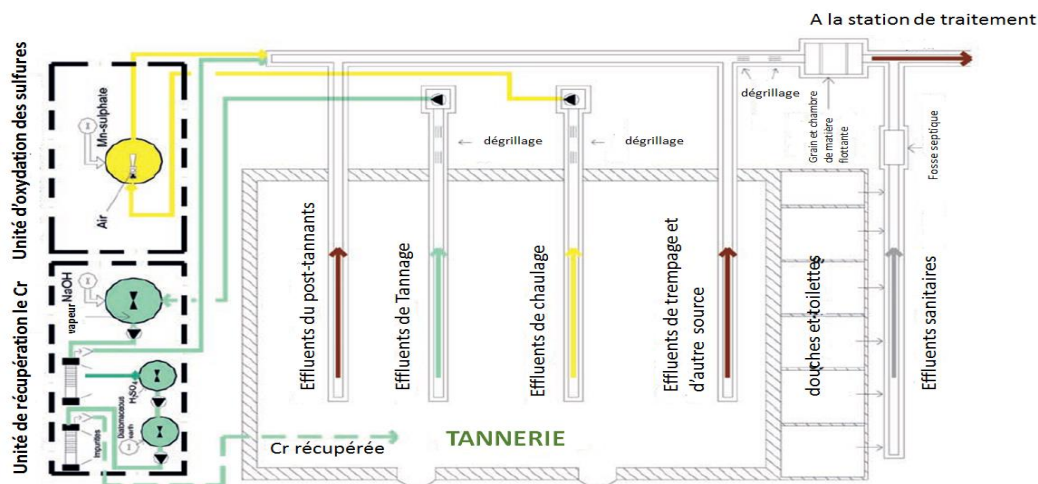 A la station de traitement
Unité d'oxydation des sulfures
Mn-sulphate
Air
dégrillage
dégrillage
dégrillage
Grain et chambre
de matière
flottante
Fosse septique
Unité de récupération le Cr
NaOH
vapeur
H₂SO₄
Diatomaceous
earth
Impurites
Effluents du post-tannants
Effluents de Tannage
Effluents de chaulage
Effluents de trempage et
d'autre source
douches et toilettes
Effluents sanitaires
Cr récupérée
TANNERIE